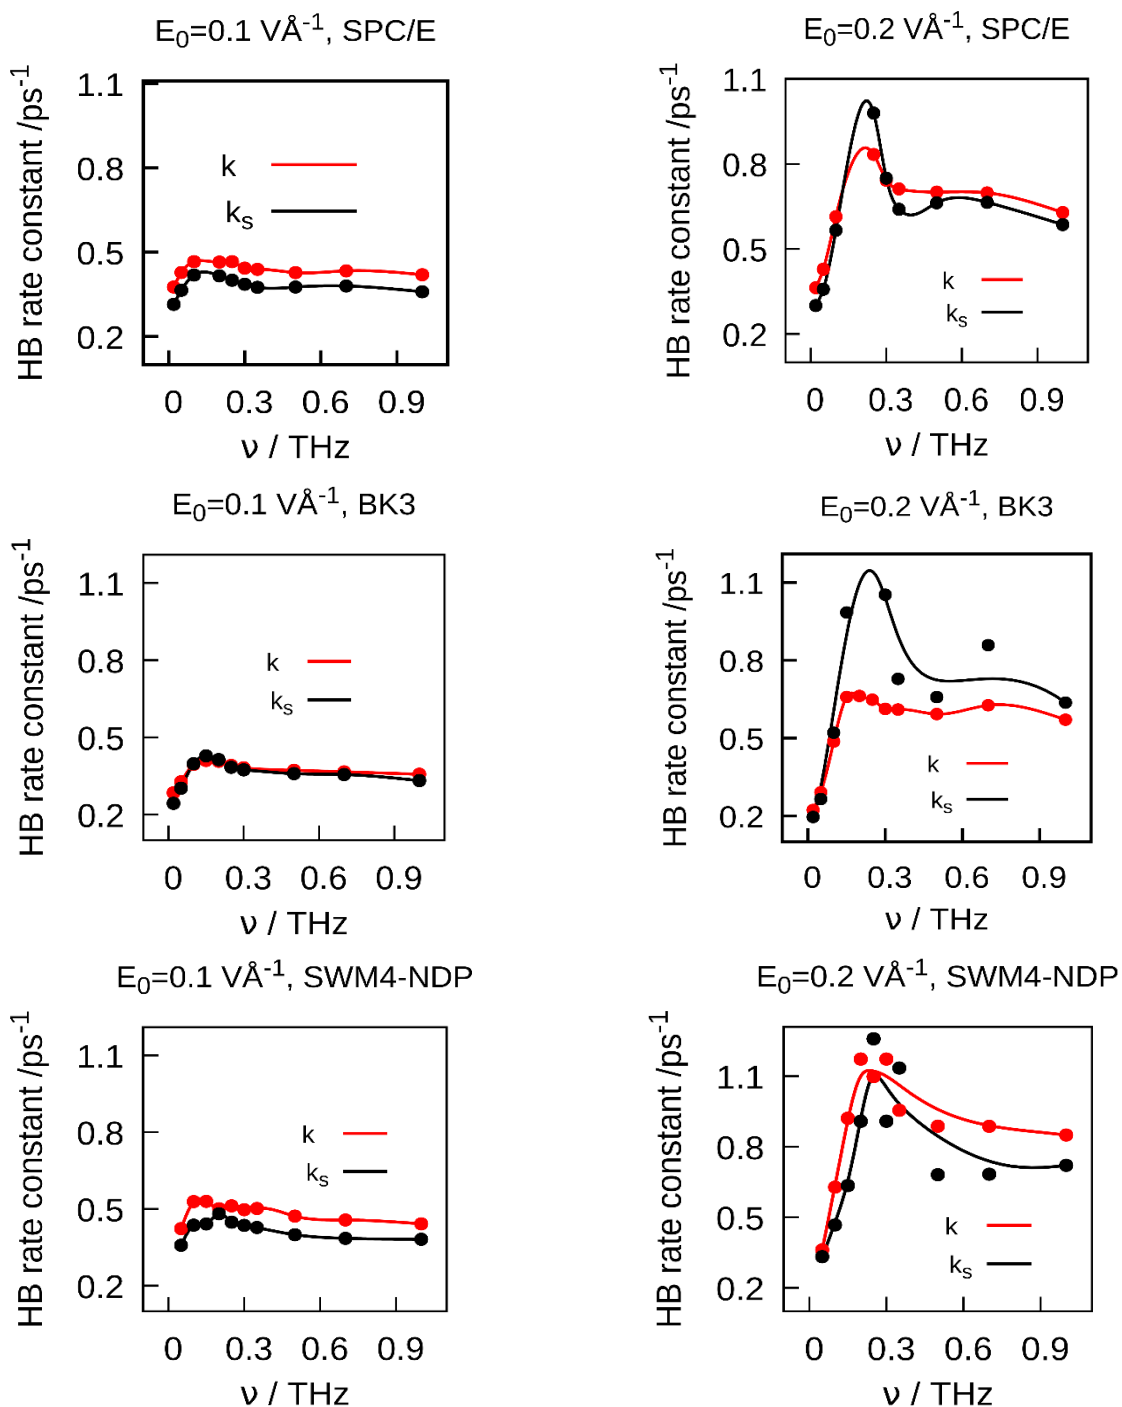 E0=0.1 VÅ-1, SPC/E
HB rate constant /ps-1
1.1
0.8
0.5
0.2
k
ks
0 0.3 0.6 0.9
ν / THz
E0=0.2 VÅ-1, SPC/E
HB rate constant /ps-1
1.1
0.8
0.5
0.2
k
ks
0 0.3 0.6 0.9
ν / THz
E0=0.1 VÅ-1, BK3
HB rate constant /ps-1
1.1
0.8
0.5
0.2
k
ks
0 0.3 0.6 0.9
ν / THz
E0=0.2 VÅ-1, BK3
HB rate constant /ps-1
1.1
0.8
0.5
0.2
k
ks
0 0.3 0.6 0.9
ν / THz
E0=0.1 VÅ-1, SWM4-NDP
HB rate constant /ps-1
1.1
0.8
0.5
0.2
k
ks
0 0.3 0.6 0.9
ν / THz
E0=0.2 VÅ-1, SWM4-NDP
HB rate constant /ps-1
1.1
0.8
0.5
0.2
k
ks
0 0.3 0.6 0.9
ν / THz